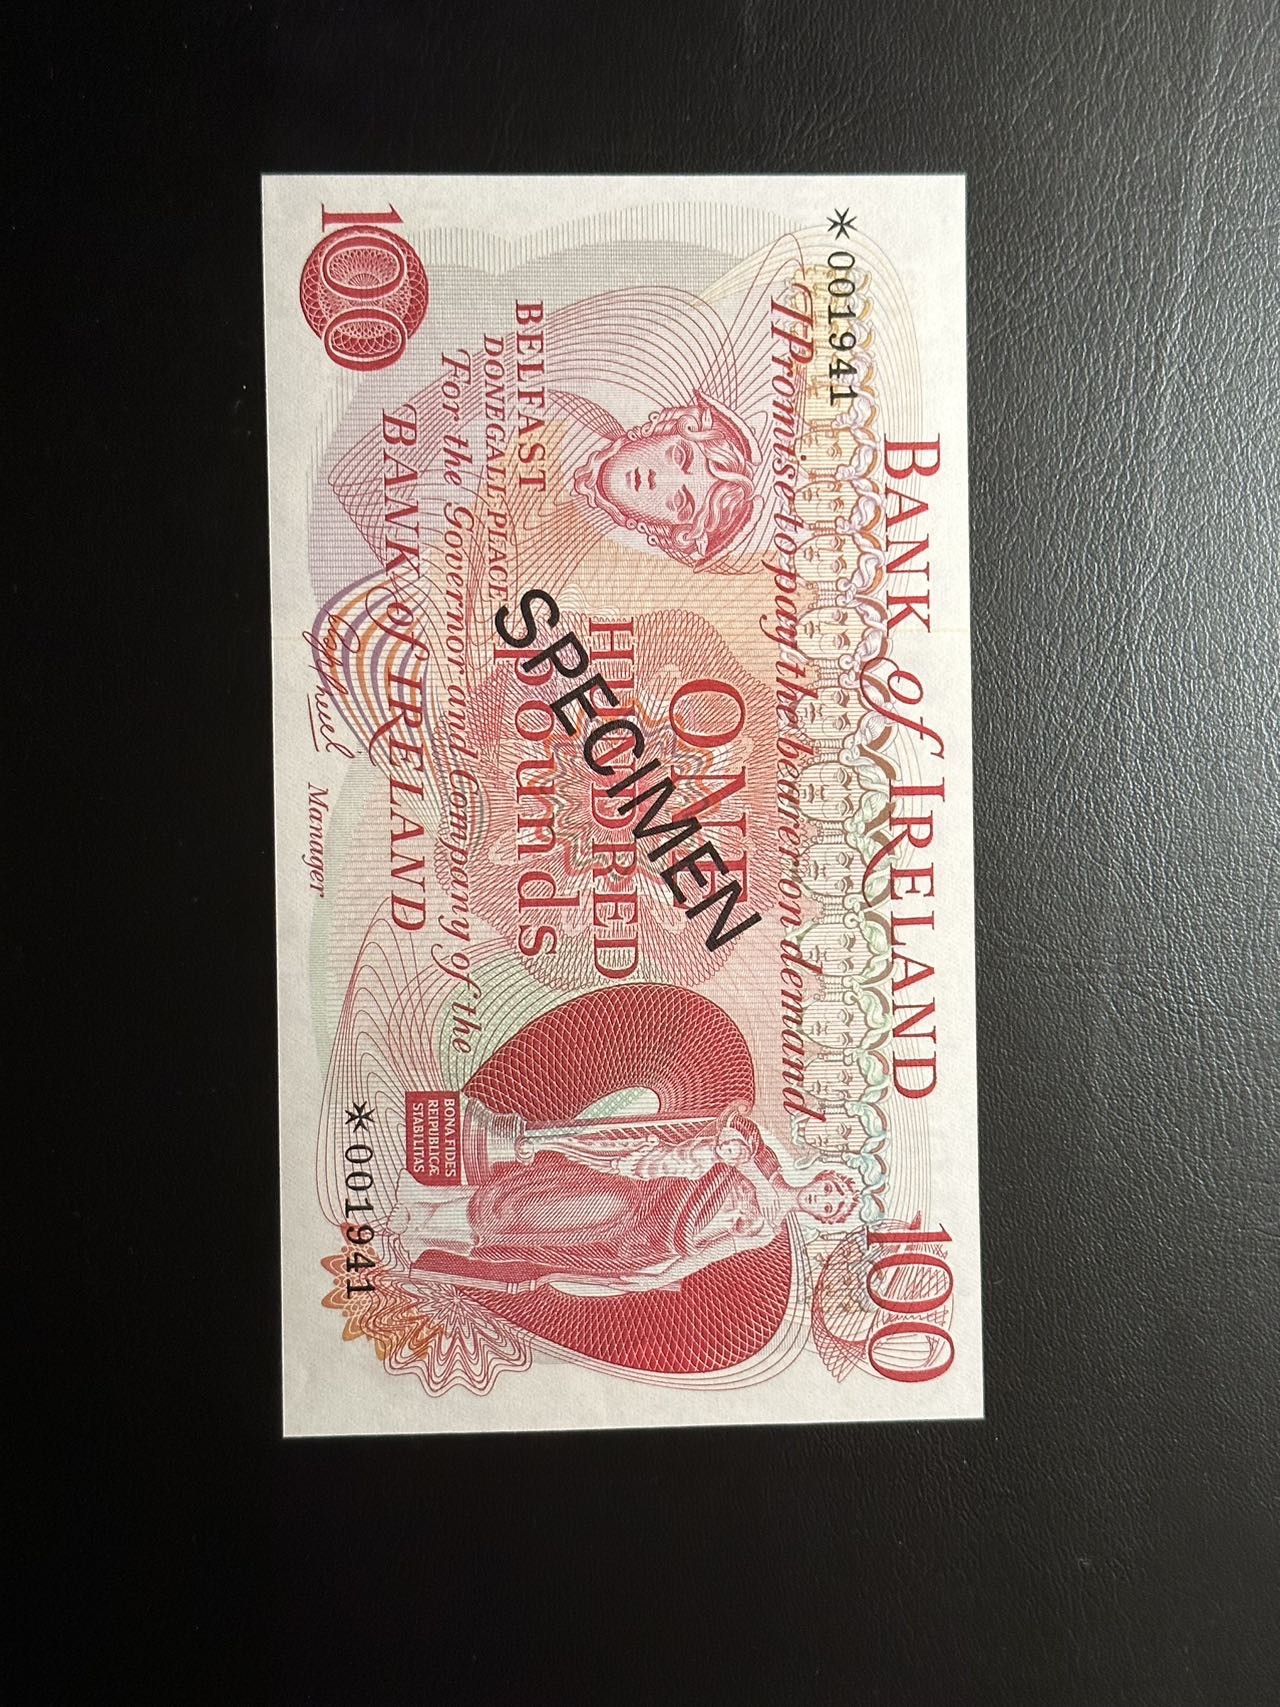 BANK of IRELAND
100
✶001941
I Promise to pay the bearer on demand
ONE
HUNDRED
pounds
SPECIMEN
BELFAST
DONEGALL PLACE
For the Governor and Company of the
BANK of IRELAND
Manager
100
BONA FIDES
REIPUBLICÆ
STABILITAS
✶001941